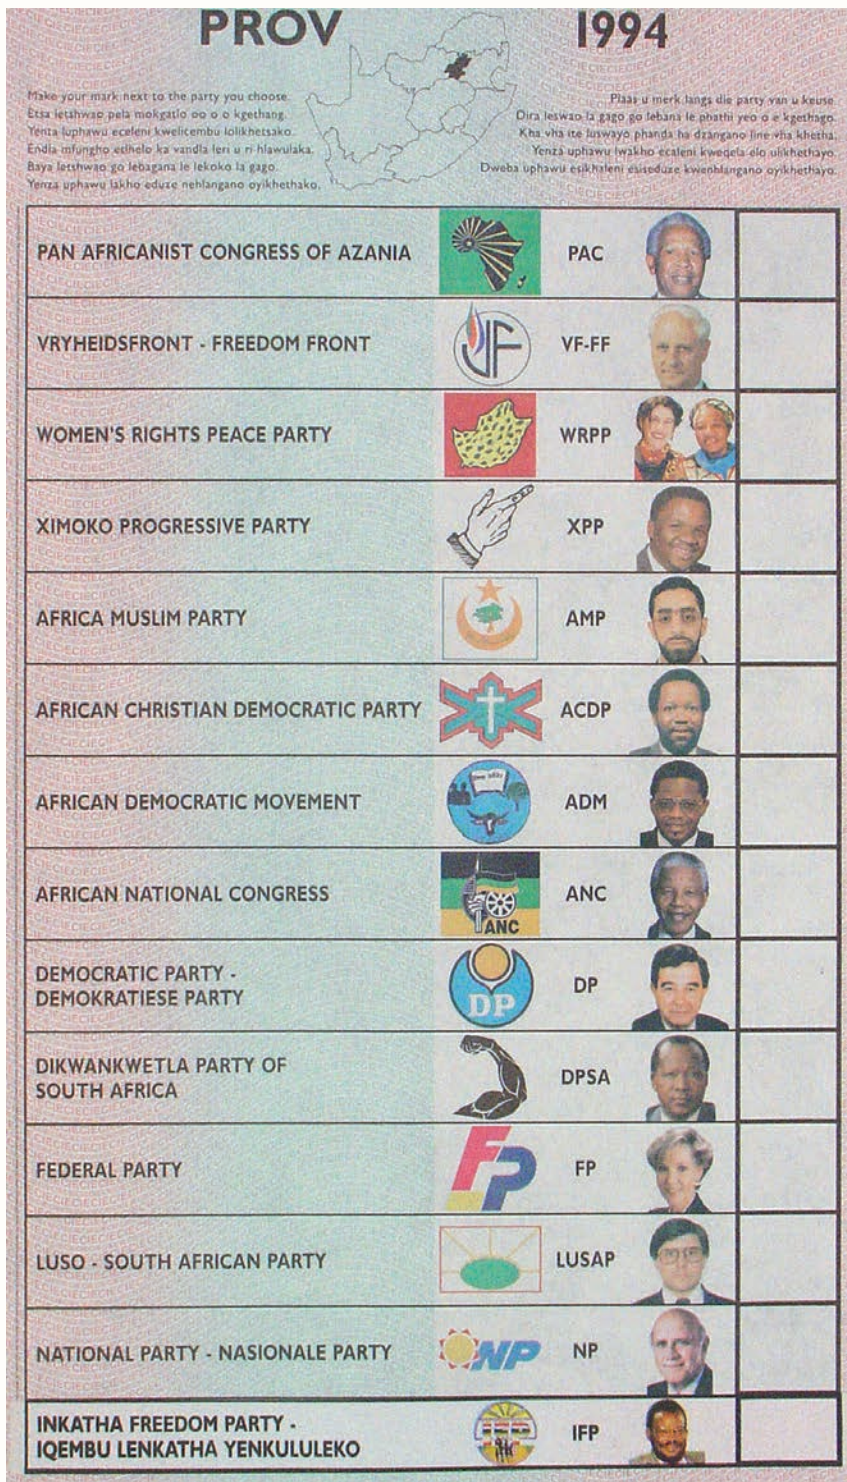 PROV 1994
Make your mark next to the party you choose.
Etsa letshwao pela mokgatlo oo o o kgethang.
Yenta luphawu eceleni kwelicembu lolikhetsako.
Endla mfungho etlhelo ka vandla leri u ri hlawulaka.
Baya letshwao go lebagana le lekoko la gago.
Yenza uphawu lakho eduze nehlangano oyikhethako.
Plaas u merk langs die party van u keuse.
Dira leswao la gago go lebana le phathi yeo o e kgethago.
Kha vha ite luswayo phanda ha dzangano line vha khetha.
Yenza uphawu lwakho ecaleni kweqela elo ulikhethayo.
Dweba uphawu esikhaleni esiseduze kwenhlangano oyikhethayo.
PAN AFRICANIST CONGRESS OF AZANIA PAC
VRYHEIDSFRONT - FREEDOM FRONT VF VF-FF
WOMEN'S RIGHTS PEACE PARTY WRPP
XIMOKO PROGRESSIVE PARTY XPP
AFRICA MUSLIM PARTY AMP
AFRICAN CHRISTIAN DEMOCRATIC PARTY ACDP
AFRICAN DEMOCRATIC MOVEMENT ADM
AFRICAN NATIONAL CONGRESS ANC ANC
DEMOCRATIC PARTY -
DEMOKRATIESE PARTY DP DP
DIKWANKWETLA PARTY OF
SOUTH AFRICA DPSA
FEDERAL PARTY FP FP
LUSO - SOUTH AFRICAN PARTY LUSAP
NATIONAL PARTY - NASIONALE PARTY NP NP
INKATHA FREEDOM PARTY -
IQEMBU LENKATHA YENKULULEKO IFP IFP